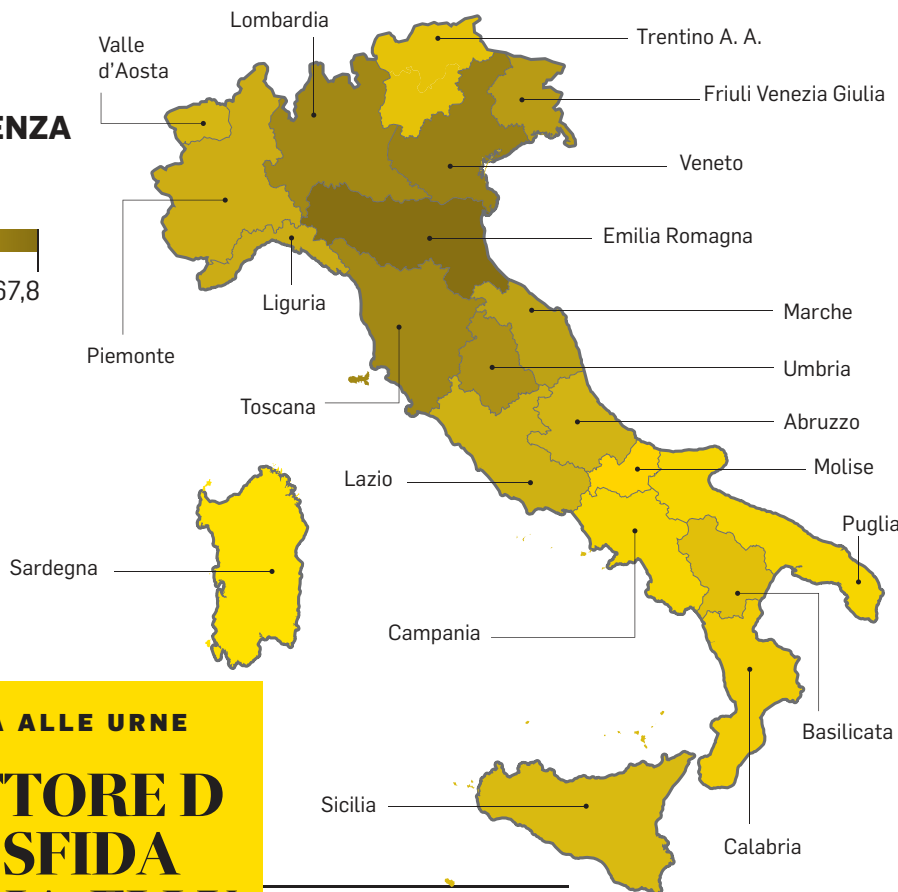 Lombardia
Trentino A. A.
Valle
d'Aosta
Friuli Venezia Giulia
ENZA
Veneto
Emilia Romagna
67,8
Liguria
Marche
Piemonte
Umbria
Toscana
Abruzzo
Molise
Lazio
Puglia
Sardegna
Campania
Basilicata
Sicilia
Calabria
A ALLE URNE
TTORE D
SFIDA